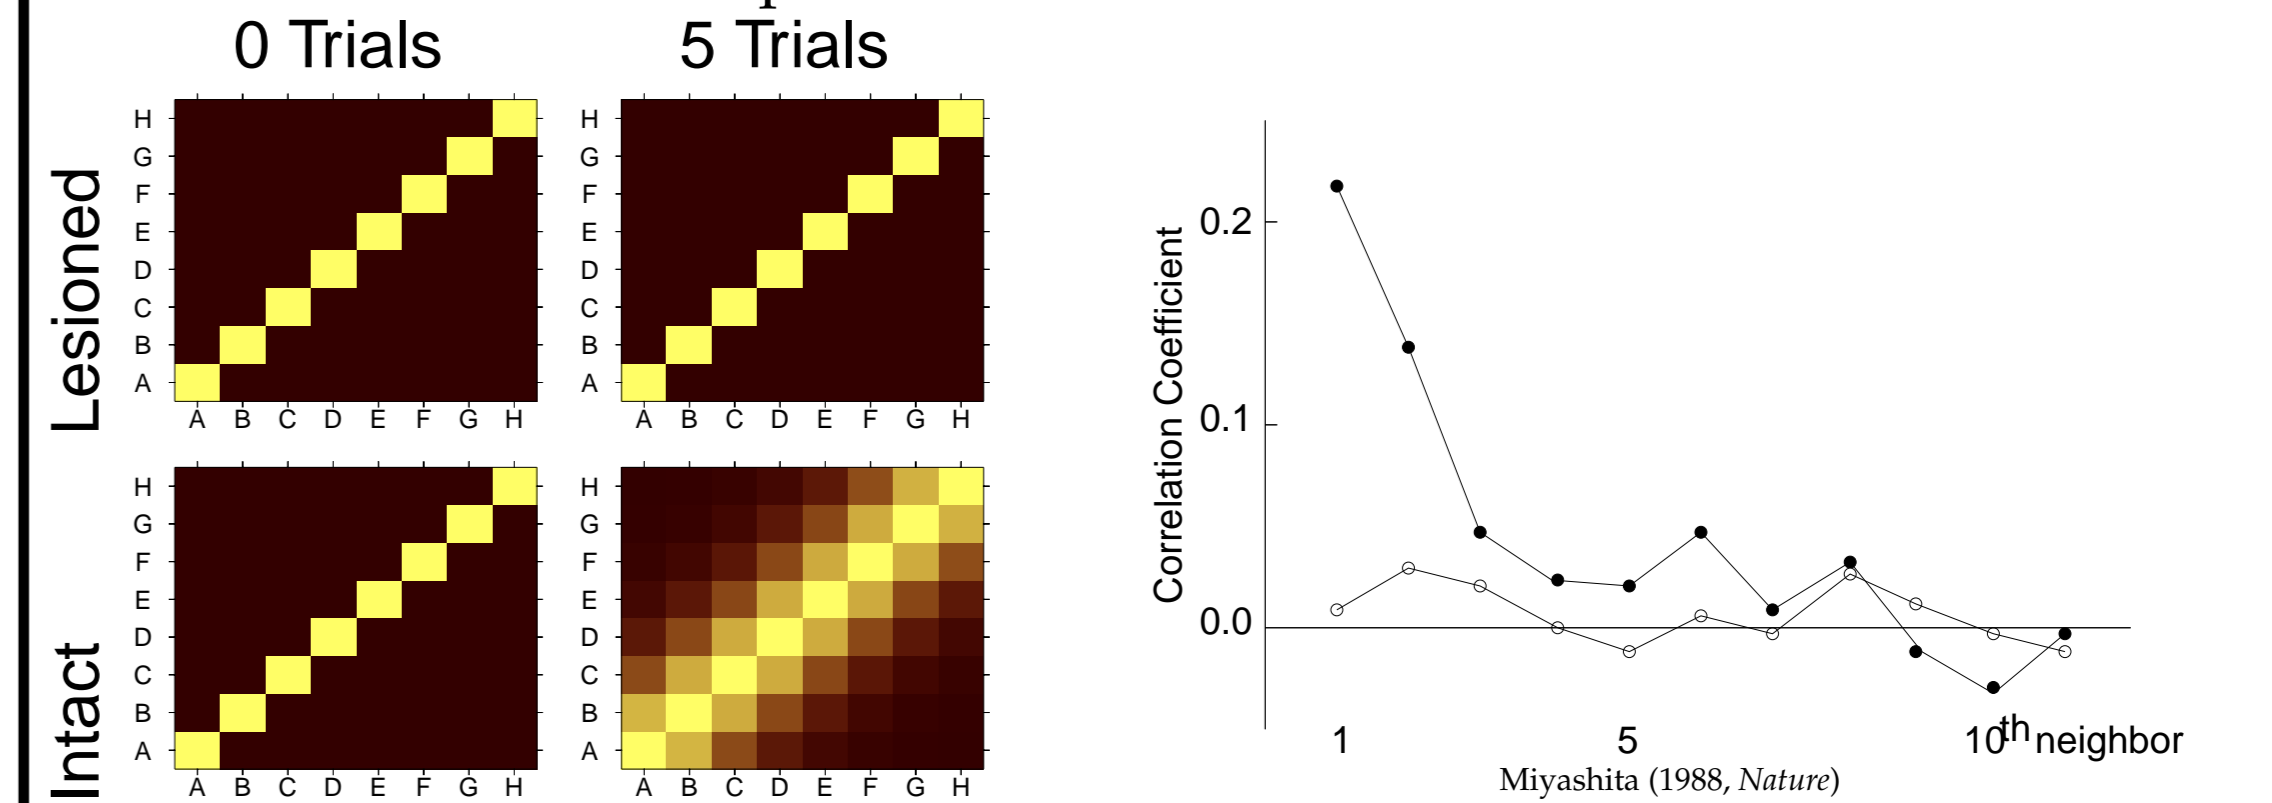 0 Trials
5 Trials
Lesioned
H
G
F
E
D
C
B
A
A B C D E F G H
H
G
F
E
D
C
B
A
A B C D E F G H
Intact
H
G
F
E
D
C
B
A
A B C D E F G H
H
G
F
E
D
C
B
A
A B C D E F G H
Correlation Coefficient
0.2
0.1
0.0
1 5 10th neighbor
Miyashita (1988, Nature)